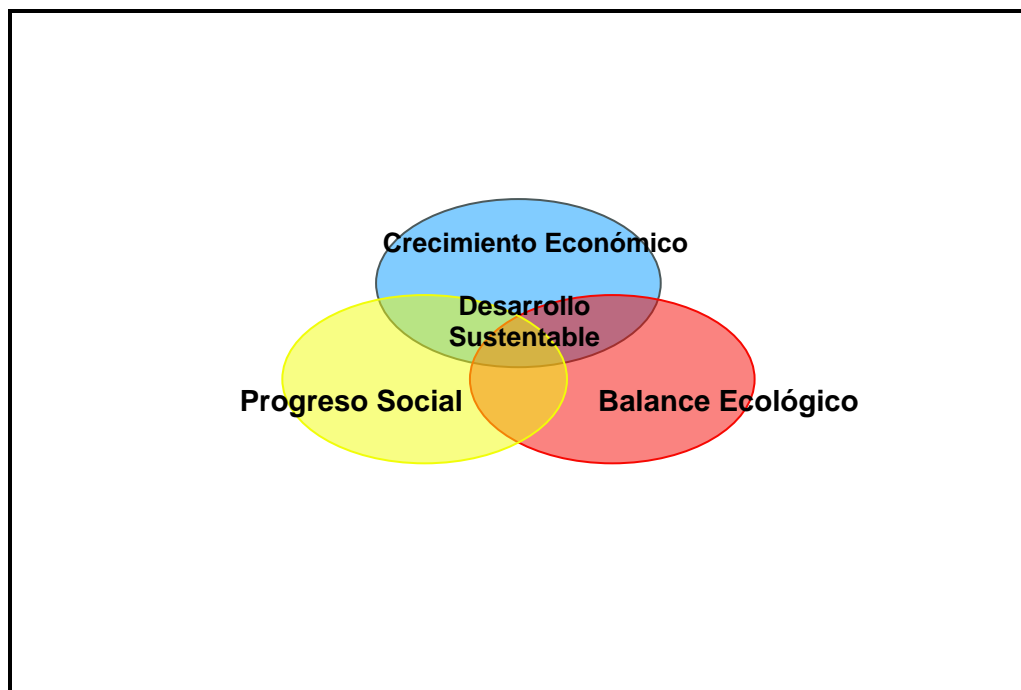 Crecimiento Económico
Desarrollo
Sustentable
Progreso Social
Balance Ecológico